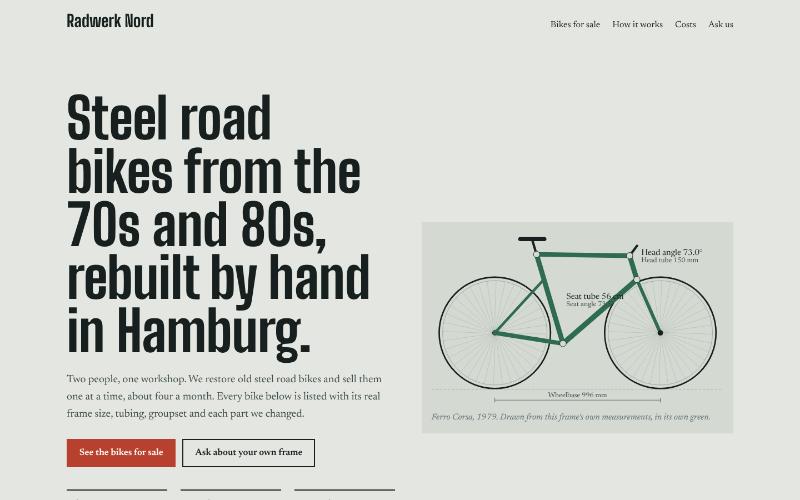 Radwerk Nord
Bikes for sale
How it works
Costs
Ask us
Steel road
bikes from the
70s and 80s,
rebuilt by hand
in Hamburg.
Two people, one workshop. We restore old steel road bikes and sell them
one at a time, about four a month. Every bike below is listed with its real
frame size, tubing, groupset and each part we changed.
See the bikes for sale
Ask about your own frame
Head angle 73.0°
Head tube 150 mm
Seat tube 56 cm
Seat angle
Wheelbase 996 mm
Ferro Corsa, 1979. Drawn from this frame's own measurements, in its own green.